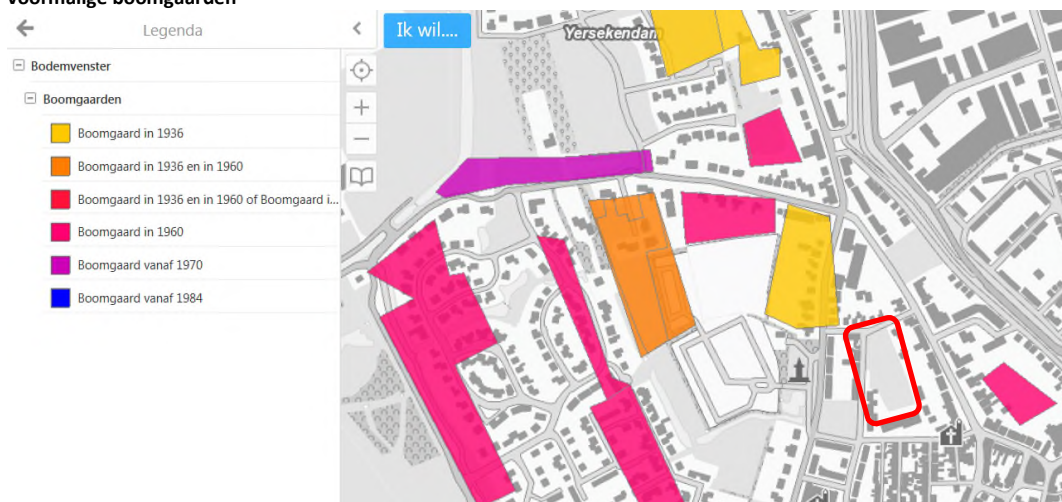 voormalige boomgaarden
Legenda
Ik wil....
Yersekendam
Bodemvenster
Boomgaarden
Boomgaard in 1936
Boomgaard in 1936 en in 1960
Boomgaard in 1936 en in 1960 of Boomgaard i...
Boomgaard in 1960
Boomgaard vanaf 1970
Boomgaard vanaf 1984